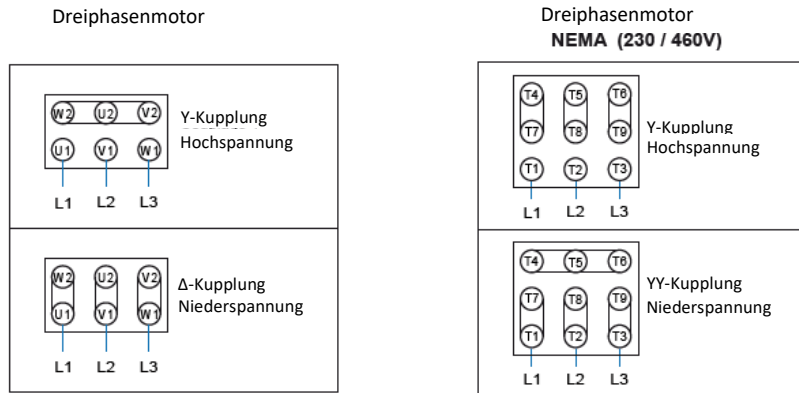 Dreiphasenmotor
W2 U2 V2
U1 V1 W1
L1 L2 L3
Y-Kupplung
Hochspannung
W2 U2 V2
U1 V1 W1
L1 L2 L3
Δ-Kupplung
Niederspannung
Dreiphasenmotor
NEMA (230 / 460V)
T4 T5 T6
T7 T8 T9
T1 T2 T3
L1 L2 L3
Y-Kupplung
Hochspannung
T4 T5 T6
T7 T8 T9
T1 T2 T3
L1 L2 L3
YY-Kupplung
Niederspannung